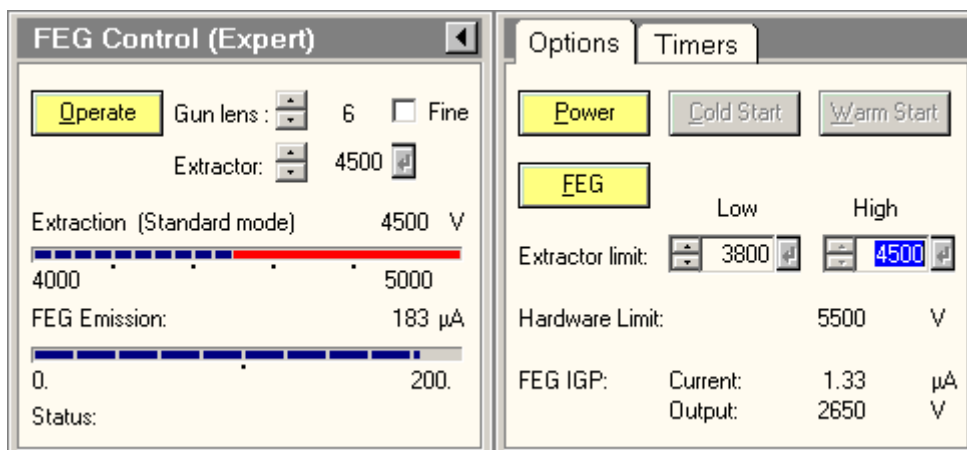 FEG Control (Expert)
Operate Gun lens : 6 Fine
Extractor: 4500
Extraction (Standard mode) 4500 V
4000 5000
FEG Emission: 183 µA
0. 200.
Status:
Options Timers
Power Cold Start Warm Start
FEG
Low High
Extractor limit: 3800 4500
Hardware Limit: 5500 V
FEG IGP: Current: 1.33 µA
Output: 2650 V